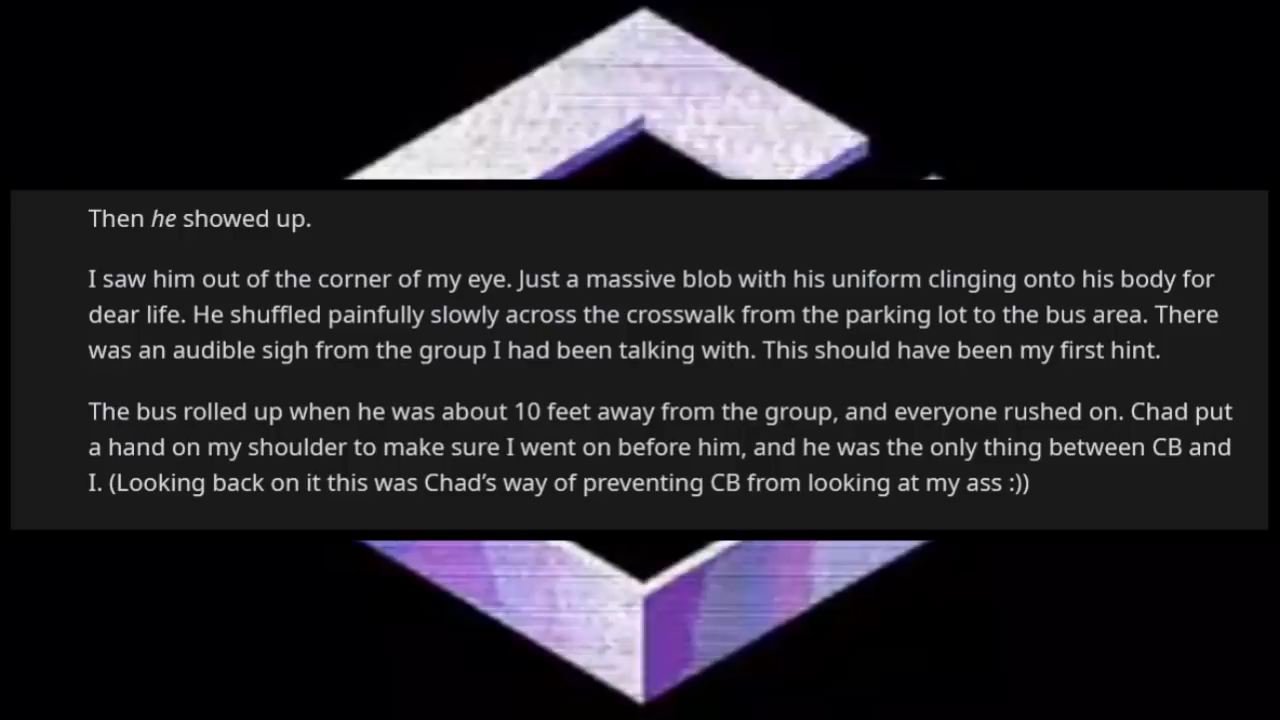 Then he showed up.
I saw him out of the corner of my eye. Just a massive blob with his uniform clinging onto his body for
dear life. He shuffled painfully slowly across the crosswalk from the parking lot to the bus area. There
was an audible sigh from the group I had been talking with. This should have been my first hint.
The bus rolled up when he was about 10 feet away from the group, and everyone rushed on. Chad put
a hand on my shoulder to make sure I went on before him, and he was the only thing between CB and
I. (Looking back on it this was Chad’s way of preventing CB from looking at my ass :))